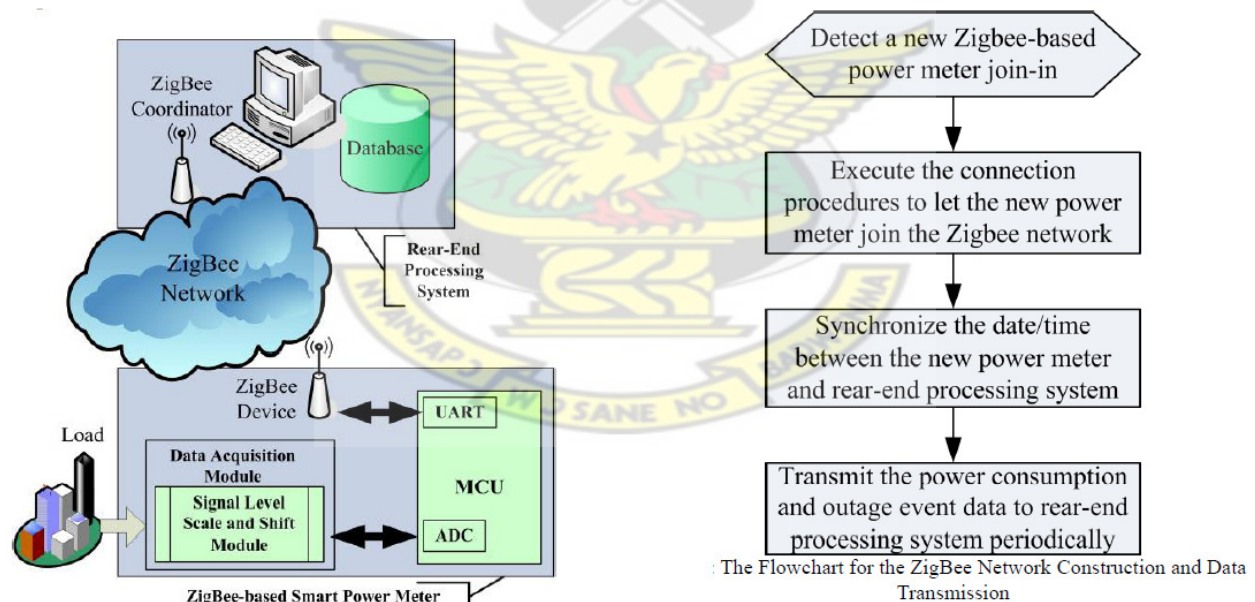 ZigBee
Coordinator
Database
ZigBee
Network
Rear-End
Processing
System
ZigBee
Device
UART
Load
Data Acquisition
Module
Signal Level
Scale and Shift
Module
MCU
ADC
ZigBee-based Smart Power Meter
Detect a new Zigbee-based
power meter join-in
Execute the connection
procedures to let the new power
meter join the Zigbee network
Synchronize the date/time
between the new power meter
and rear-end processing system
Transmit the power consumption
and outage event data to rear-end
processing system periodically
: The Flowchart for the ZigBee Network Construction and Data
Transmission
WO SANE NO